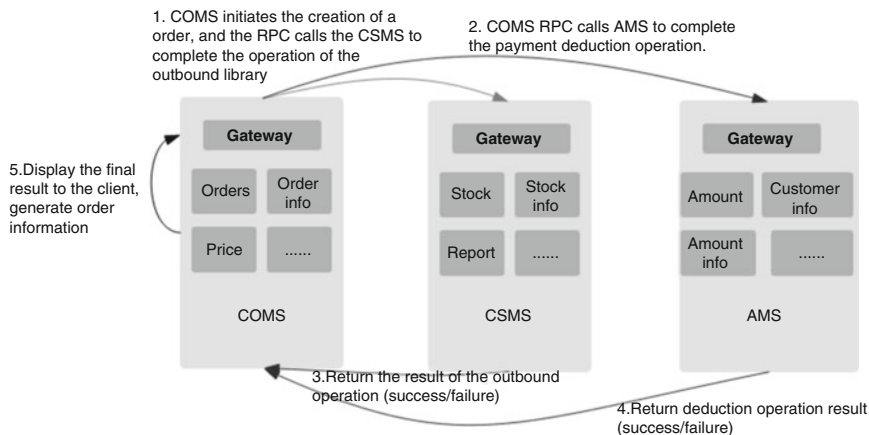 1. COMS initiates the creation of a
order, and the RPC calls the CSMS to
complete the operation of the
outbound library
2. COMS RPC calls AMS to complete
the payment deduction operation.
5.Display the final
result to the client,
generate order
information
Gateway
Orders
Order
info
Price
......
COMS
Gateway
Stock
Stock
info
Report
......
CSMS
Gateway
Amount
Customer
info
Amount
info
......
AMS
3.Return the result of the outbound
operation (success/failure)
4.Return deduction operation result
(success/failure)